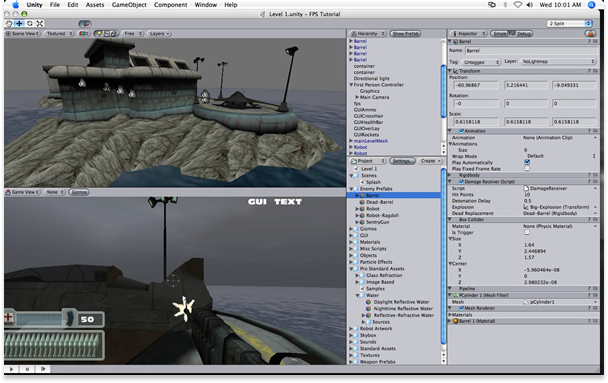 Unity File Edit Assets GameObject Component Window Help Wed 10:01 AM
Level 1.unity - FPS Tutorial
2 Split
Scene View Textured Free Layers
Game View None Gizmos
GUI TEXT
50
Hierarchy Show Prefab
Barrel
Barrel
Barrel
Barrel
container
container
Directional light
First Person Controller
Graphics
Main Camera
fps
GUIAmmo
GUICrossHair
GUIHealthBar
GUIOverLay
GUIRockets
mainLevelMesh
Robot
Robot
Project Settings... Create
Level 1
Scenes
Splash
Enemy Prefabs
Barrel
Dead-Barrel
Robot
Robot-Ragdoll
SentryGun
Gizmos
GUI
Materials
Misc Scripts
Objects
Particle Effects
Pro Standard Assets
Glass Refraction
Image Based
Samples
Water
Daylight Reflective Water
Nighttime Reflective Water
Reflective-Refractive Water
Sources
Robot Artwork
Skybox
Sounds
Standard Assets
Textures
Weapon Prefabs
Inspector Simple Debug
Barrel
Name: Barrel
Tag: Untagged Layer: NoLightmap
Transform
Position:
-60.96867 5.216441 -9.049331
Rotation:
-0 0 -0
Scale:
0.6158118 0.6158118 0.6158118
Animation
Animation None (Animation Clip)
Animations
Size 0
Wrap Mode Default
Play Automatically
Play Fixed Frame Rate
Rigidbody
Damage Receiver (Script)
Script DamageReceiver
Hit Points 10
Detonation Delay 0.5
Explosion Big-Explosion (Transform)
Dead Replacement Dead-Barrel (Rigidbody)
Box Collider
Material None (Physic Material)
Is Trigger
Size
X 1.64
Y 2.446894
Z 1.57
Center
X -5.960464e-08
Y 0
Z 2.980232e-08
Pipeline
PCylinder 1 (Mesh Filter)
Mesh pCylinder1
Mesh Renderer
Materials
Barrel 1 (Material)